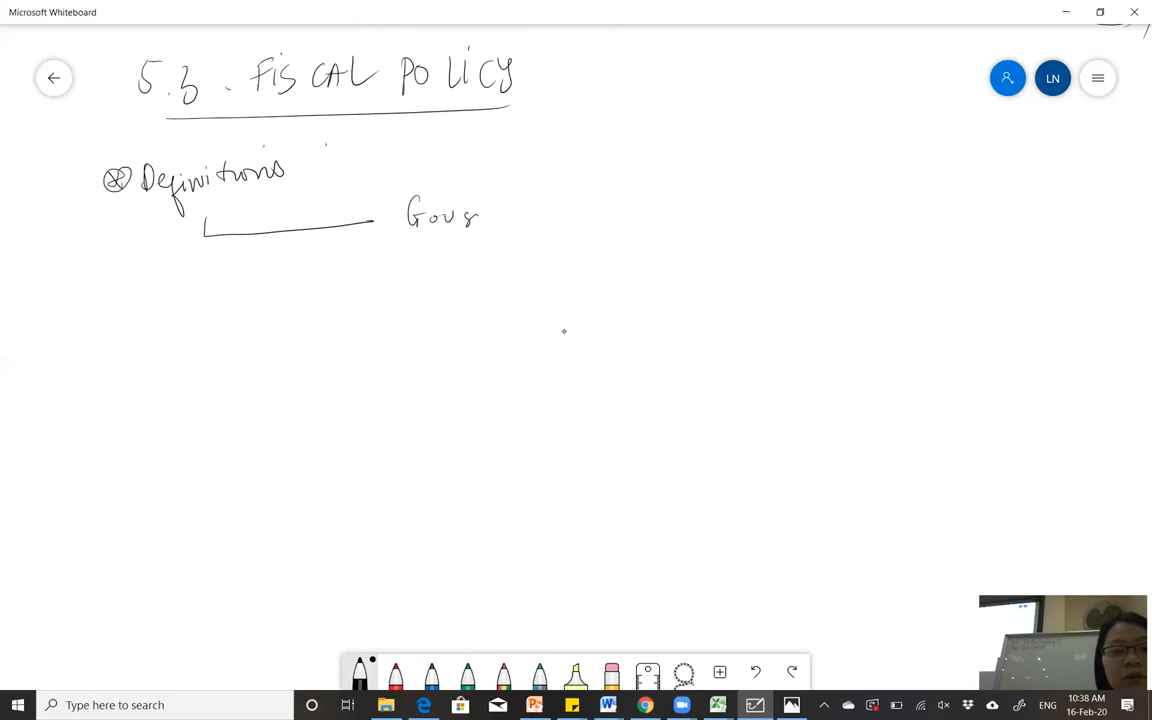 Microsoft Whiteboard
5.3. FISCAL POLICY
LN
Definitions
Gov
Type here to search
ENG
10:38 AM
16-Feb-20